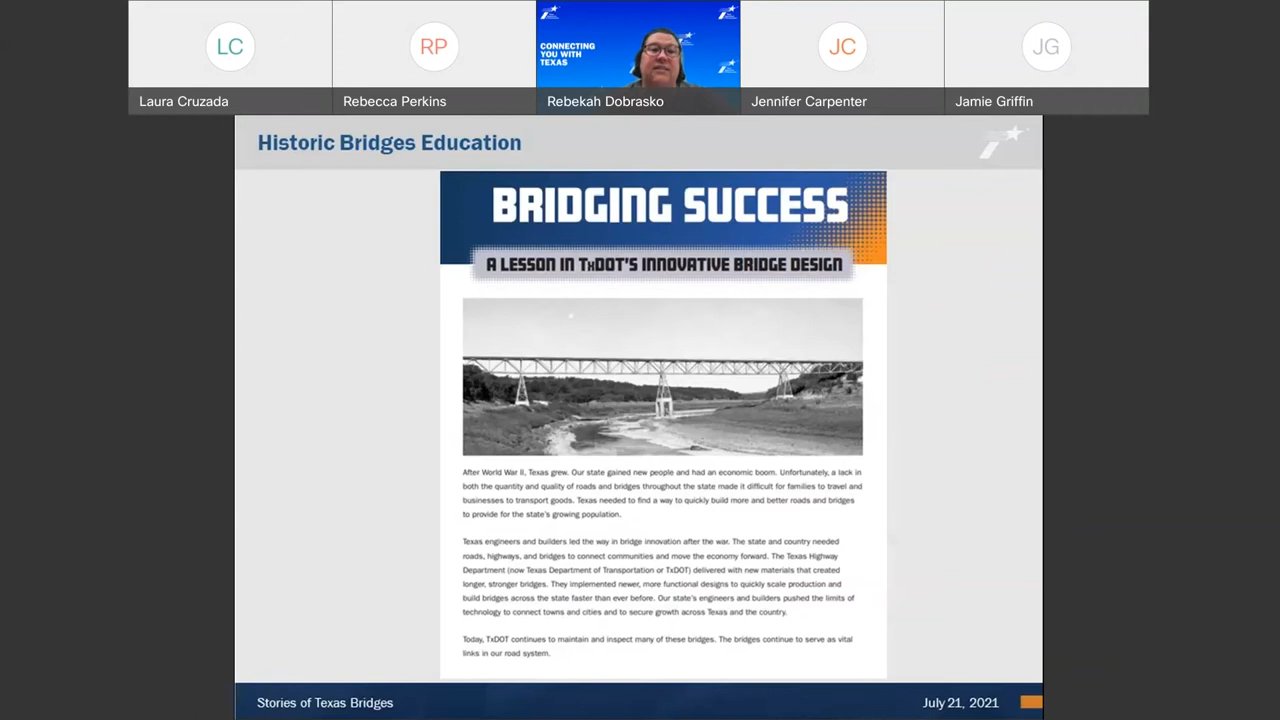 LC
RP
CONNECTING
YOU WITH
TEXAS
JC
JG
Laura Cruzada
Rebecca Perkins
Rebekah Dobrasko
Jennifer Carpenter
Jamie Griffin
Historic Bridges Education
BRIDGING SUCCESS
A LESSON IN TxDOT'S INNOVATIVE BRIDGE DESIGN
After World War II, Texas grew. Our state gained new people and had an economic boom. Unfortunately, a lack in
both the quantity and quality of roads and bridges throughout the state made it difficult for families to travel and
businesses to transport goods. Texas needed to find a way to quickly build more and better roads and bridges
to provide for the state's growing population.
Texas engineers and builders led the way in bridge innovation after the war. The state and country needed
roads, highways, and bridges to connect communities and move the economy forward. The Texas Highway
Department (now Texas Department of Transportation or TxDOT) delivered with new materials that created
longer, stronger bridges. They implemented newer, more functional designs to quickly scale production and
build bridges across the state faster than ever before. Our state's engineers and builders pushed the limits of
technology to connect towns and cities and to secure growth across Texas and the country.
Today, TxDOT continues to maintain and inspect many of these bridges. The bridges continue to serve as vital
links in our road system.
Stories of Texas Bridges
July 21, 2021